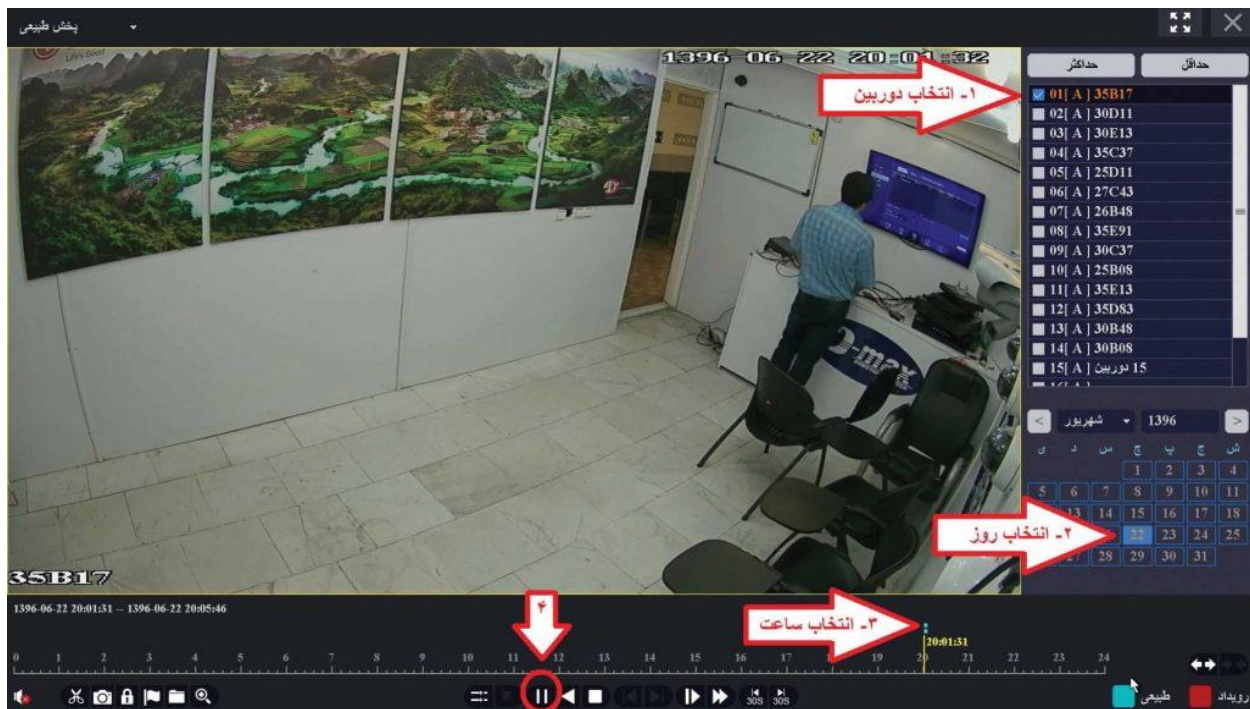 پخش طبیعی
Life's Good
1396 06 22 20:01:32
حداکثر
حداقل
۱- انتخاب دوربین
01[ A ] 35B17
02[ A ] 30D11
03[ A ] 30E13
04[ A ] 35C37
05[ A ] 25D11
06[ A ] 27C43
07[ A ] 26B48
08[ A ] 35E91
09[ A ] 30C37
10[ A ] 25B08
11[ A ] 35E13
12[ A ] 35D83
13[ A ] 30B48
14[ A ] 30B08
15[ A ] دوربین 15
D-max
< شهریور 1396 >
ی د س چ پ ج ش
1 2 3 4
5 6 7 8 9 10 11
13 14 15 16 17 18
۲- انتخاب روز
22 23 24 25
27 28 29 30 31
35B17
1396-06-22 20:01:31 -- 1396-06-22 20:05:46
۴
۳- انتخاب ساعت
20:01:31
0 1 2 3 4 5 6 7 8 9 10 11 12 13 14 15 16 17 18 19 20 21 22 23 24
30S 30S
طبیعی
رویداد